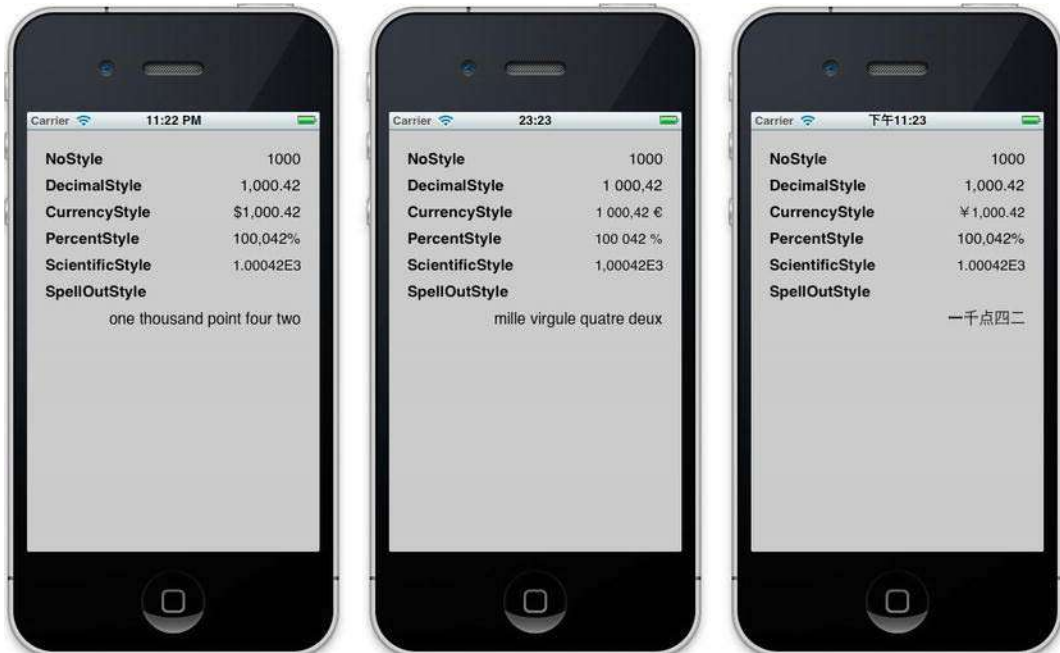 Carrier 11:22 PM
NoStyle 1000
DecimalStyle 1,000.42
CurrencyStyle $1,000.42
PercentStyle 100,042%
ScientificStyle 1.00042E3
SpellOutStyle
one thousand point four two
Carrier 23:23
NoStyle 1000
DecimalStyle 1 000,42
CurrencyStyle 1 000,42 €
PercentStyle 100 042 %
ScientificStyle 1,00042E3
SpellOutStyle
mille virgule quatre deux
Carrier 下午11:23
NoStyle 1000
DecimalStyle 1,000.42
CurrencyStyle ￥1,000.42
PercentStyle 100,042%
ScientificStyle 1.00042E3
SpellOutStyle
一千点四二